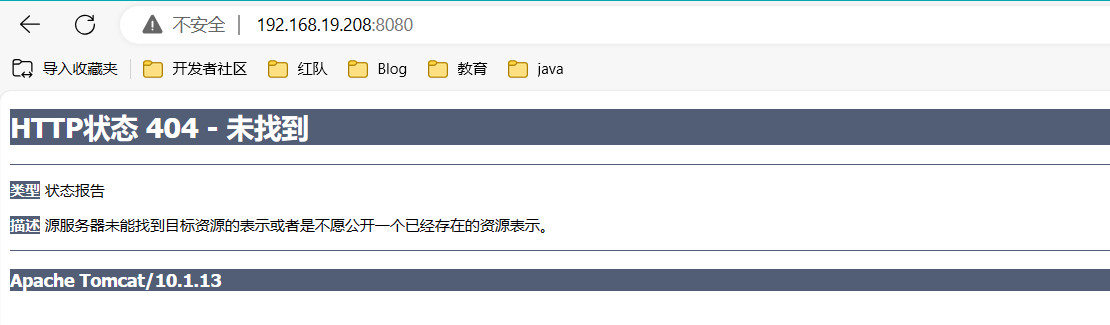 不安全 | 192.168.19.208:8080
导入收藏夹 开发者社区 红队 Blog 教育 java
HTTP状态 404 - 未找到
类型 状态报告
描述 源服务器未能找到目标资源的表示或者是不愿公开一个已经存在的资源表示。
Apache Tomcat/10.1.13